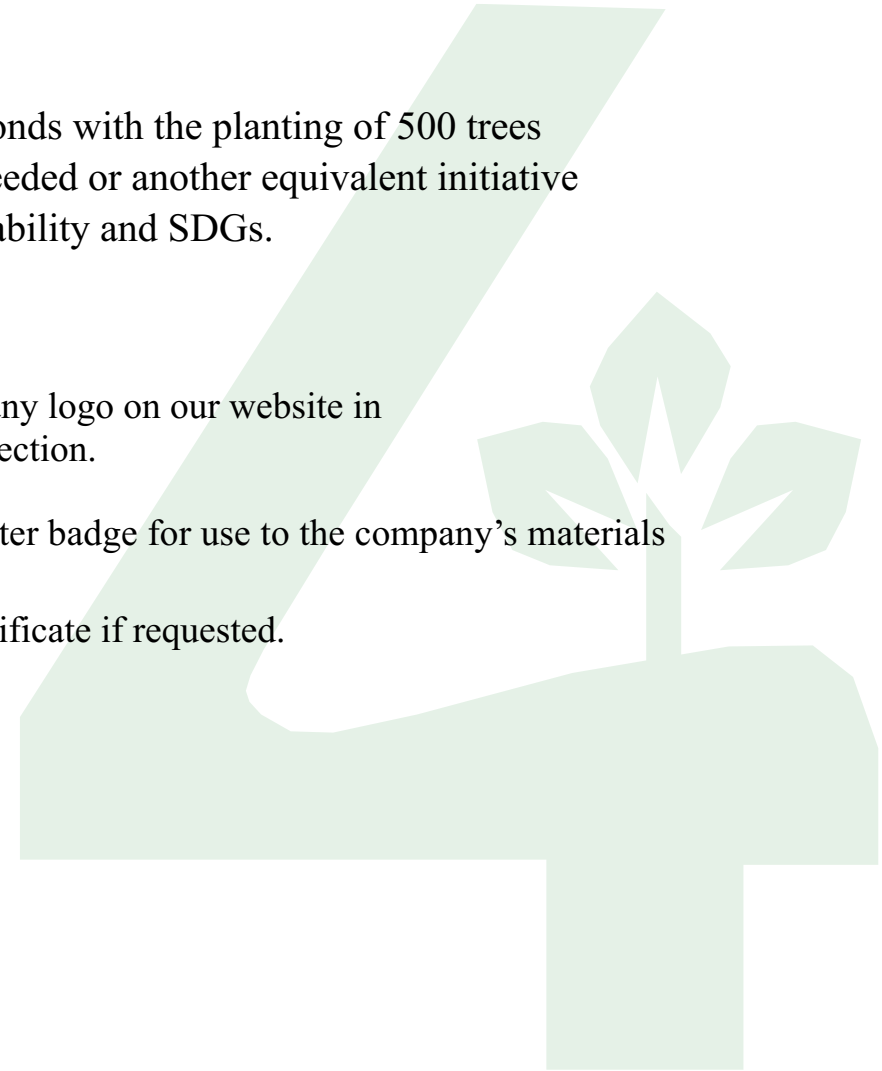 onds with the planting of 500 trees
eeded or another equivalent initiative
ability and SDGs.
any logo on our website in
ection.
ter badge for use to the company’s materials
ificate if requested.